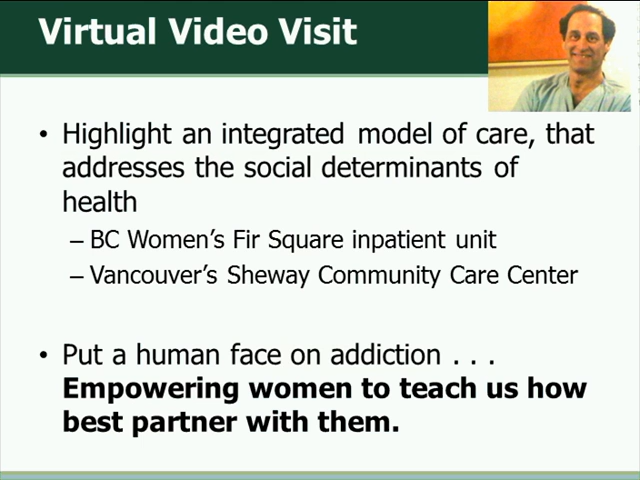 Virtual Video Visit
• Highlight an integrated model of care, that
addresses the social determinants of
health
– BC Women's Fir Square inpatient unit
– Vancouver's Sheway Community Care Center
• Put a human face on addiction . . .
Empowering women to teach us how
best partner with them.